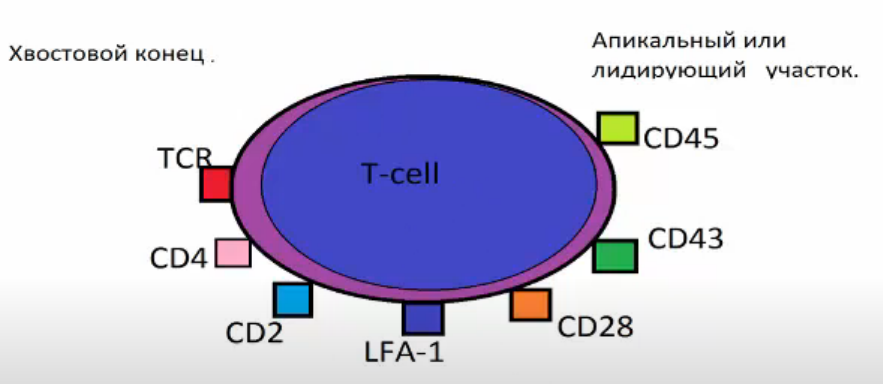 Хвостовой конец .
Апикальный или
лидирующий участок.
TCR
T-cell
CD45
CD4
CD43
CD2
LFA-1
CD28